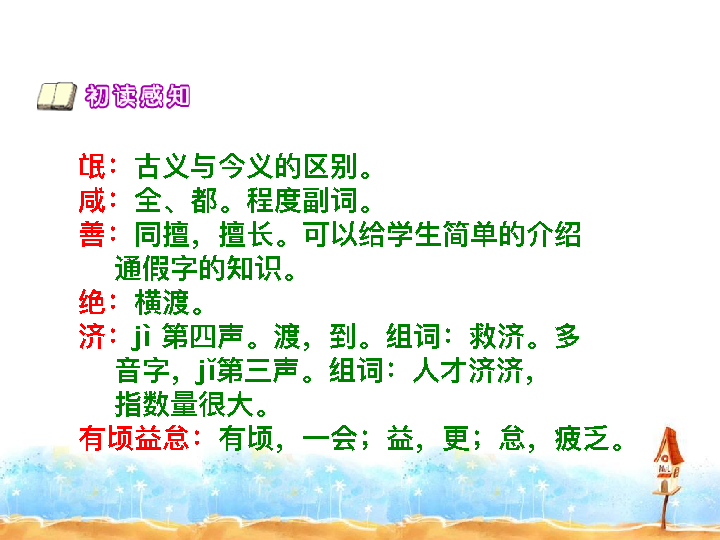 初读感知
氓：古义与今义的区别。
咸：全、都。程度副词。
善：同擅，擅长。可以给学生简单的介绍
通假字的知识。
绝：横渡。
济：jì 第四声。渡，到。组词：救济。多
音字，jǐ第三声。组词：人才济济，
指数量很大。
有顷益怠：有顷，一会；益，更；怠，疲乏。